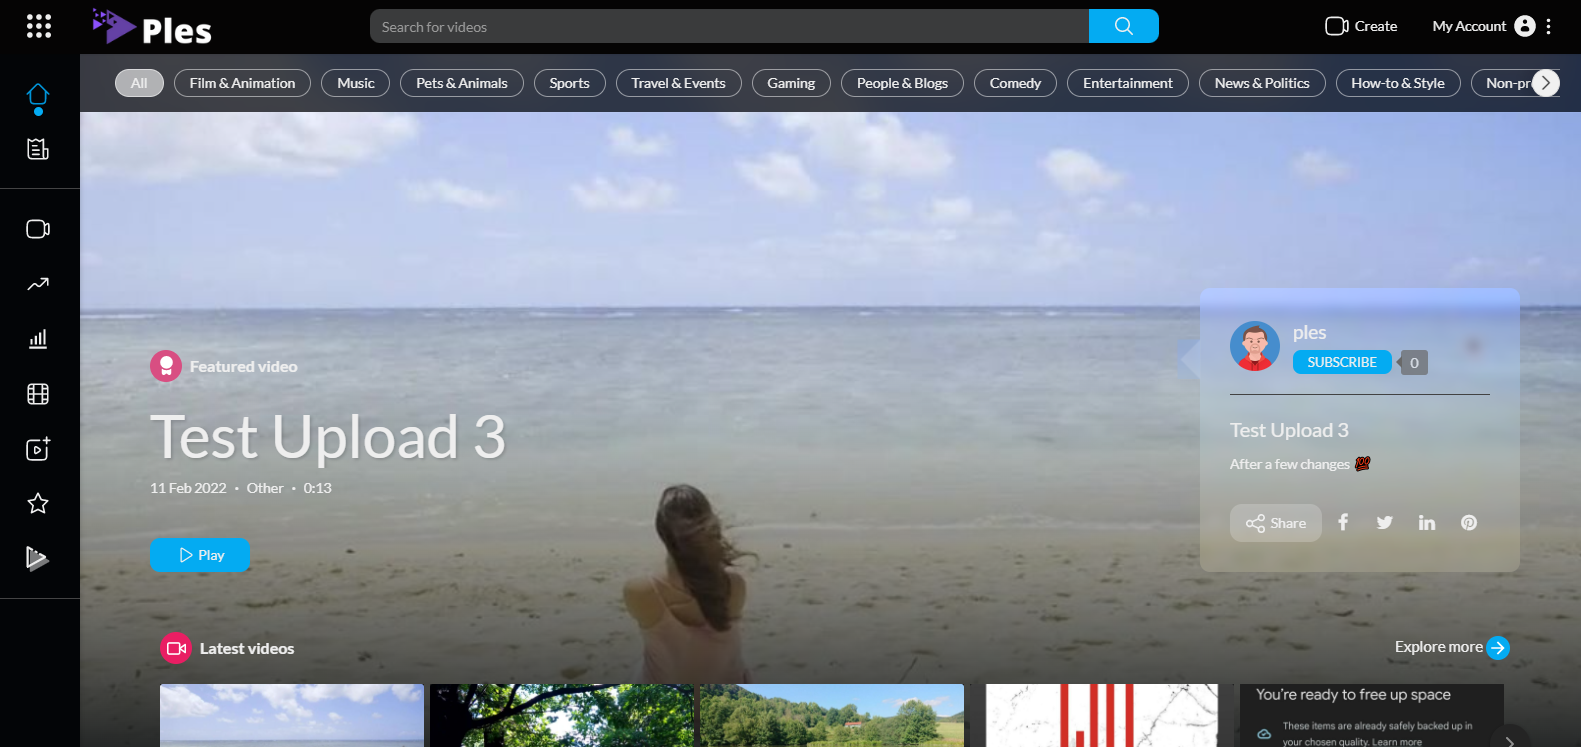 Ples
Search for videos
Create
My Account
All
Film & Animation
Music
Pets & Animals
Sports
Travel & Events
Gaming
People & Blogs
Comedy
Entertainment
News & Politics
How-to & Style
Non-pr
Featured video
Test Upload 3
11 Feb 2022 • Other • 0:13
Play
ples
SUBSCRIBE 0
Test Upload 3
After a few changes 💯
Share
Latest videos
Explore more
You're ready to free up space
These items are already safely backed up in
your chosen quality. Learn more